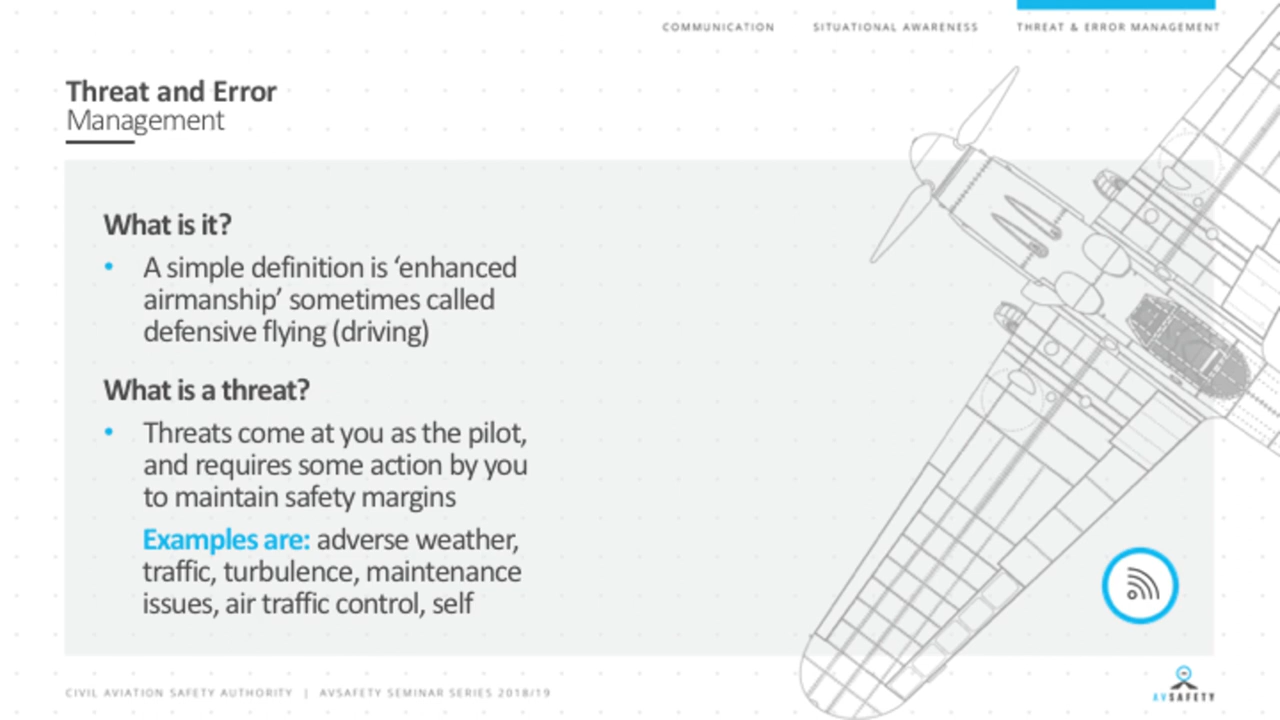 COMMUNICATION SITUATIONAL AWARENESS THREAT & ERROR MANAGEMENT
Threat and Error
Management
What is it?
• A simple definition is ‘enhanced
airmanship’ sometimes called
defensive flying (driving)
What is a threat?
• Threats come at you as the pilot,
and requires some action by you
to maintain safety margins
Examples are: adverse weather,
traffic, turbulence, maintenance
issues, air traffic control, self
CIVIL AVIATION SAFETY AUTHORITY | AVSAFETY SEMINAR SERIES 2018/19
AVSAFETY